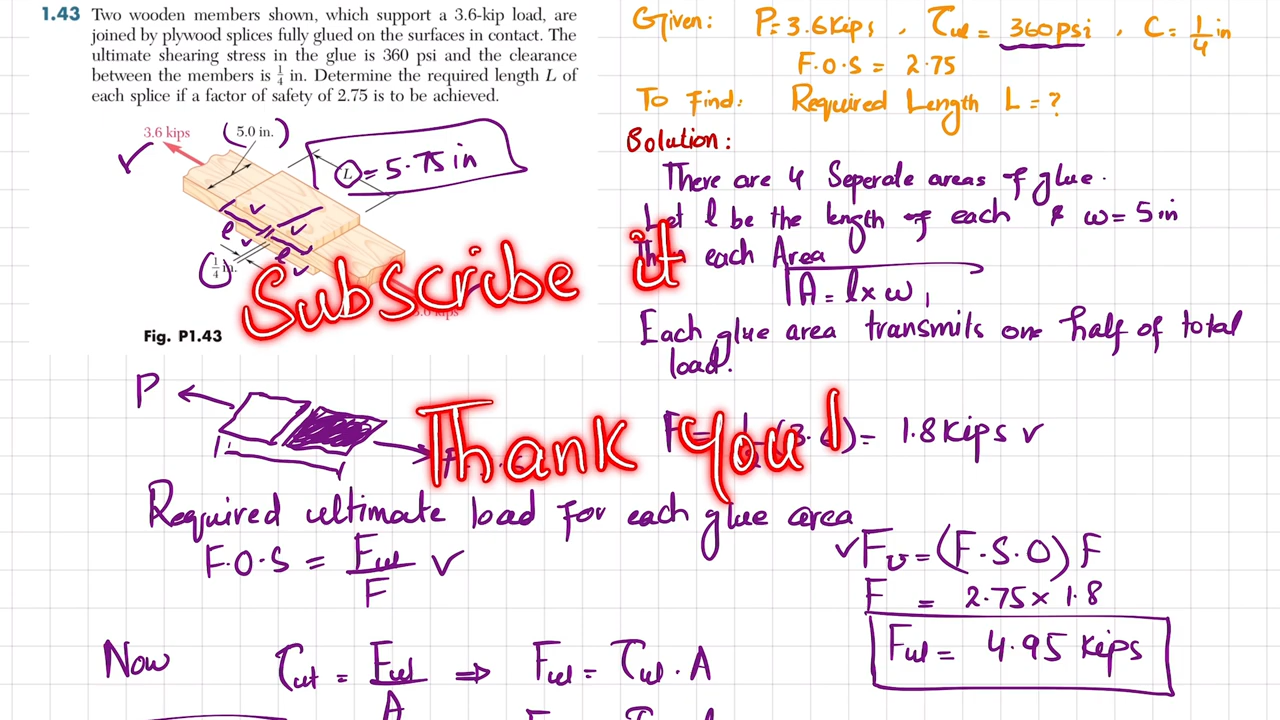 1.43 Two wooden members shown, which support a 3.6-kip load, are
joined by plywood splices fully glued on the surfaces in contact. The
ultimate shearing stress in the glue is 360 psi and the clearance
between the members is 1/4 in. Determine the required length L of
each splice if a factor of safety of 2.75 is to be achieved.
3.6 kips
5.0 in.
L = 5.75 in
l
l
1/4 in.
Fig. P1.43
Given: P = 3.6 Kips , τul = 360 psi , C = 1/4 in
F.O.S = 2.75
To Find: Required Length L = ?
Solution:
There are 4 Seperate areas of glue.
Let l be the length of each & w = 5 in
each Area
A = l x w
Each glue area transmits one half of total
load.
= 1.8 Kips
Subscribe it
Thank you!
P
Required ultimate load for each glue area
F.O.S = Ful / F
Fu = (F.S.O) F
F = 2.75 x 1.8
Ful = 4.95 Kips
Now τut = Ful / A ⇒ Ful = τul . A